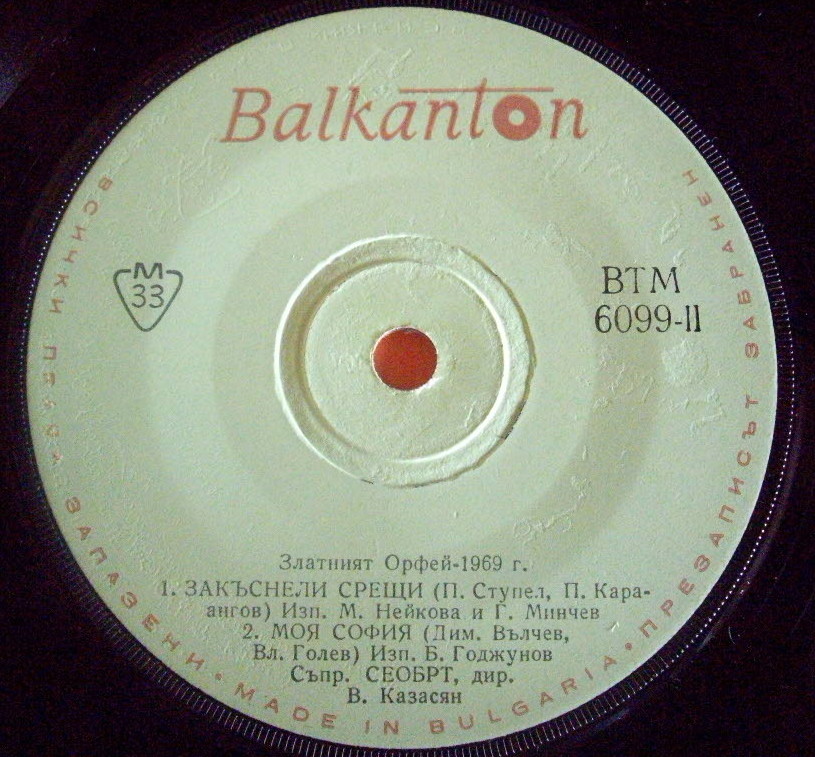 Balkanton
ВСИЧКИ ПРАВА ЗАПАЗЕНИ • MADE IN BULGARIA • ПРЕЗАПИСЪТ ЗАБРАНЕН
М
33
ВТМ
6099-II
Златният Орфей-1969 г.
1. ЗАКЪСНЕЛИ СРЕЩИ (П. Ступел, П. Кара-
ангов) Изп. М. Нейкова и Г. Минчев
2. МОЯ СОФИЯ (Дим. Вълчев,
Вл. Голев) Изп. Б. Годжунов
Съпр. СЕОБРТ, дир.
В. Казасян